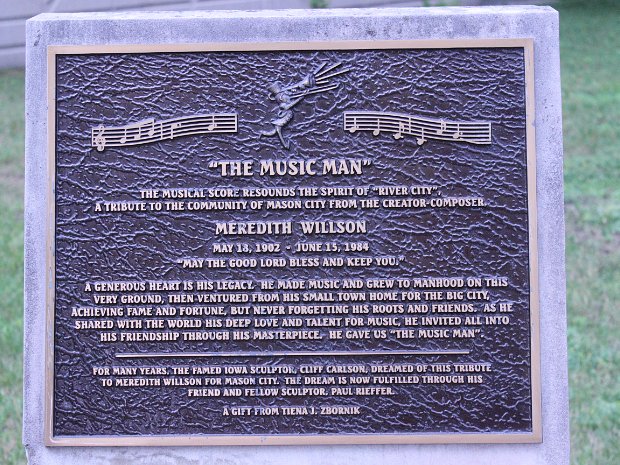 "THE MUSIC MAN"
THE MUSICAL SCORE RESOUNDS THE SPIRIT OF "RIVER CITY",
A TRIBUTE TO THE COMMUNITY OF MASON CITY FROM THE CREATOR-COMPOSER.
MEREDITH WILLSON
MAY 18, 1902 - JUNE 15, 1984
"MAY THE GOOD LORD BLESS AND KEEP YOU."
A GENEROUS HEART IS HIS LEGACY. HE MADE MUSIC AND GREW TO MANHOOD ON THIS
VERY GROUND, THEN VENTURED FROM HIS SMALL TOWN HOME FOR THE BIG CITY,
ACHIEVING FAME AND FORTUNE, BUT NEVER FORGETTING HIS ROOTS AND FRIENDS. AS HE
SHARED WITH THE WORLD HIS DEEP LOVE AND TALENT FOR MUSIC, HE INVITED ALL INTO
HIS FRIENDSHIP THROUGH HIS MASTERPIECE. HE GAVE US "THE MUSIC MAN".
FOR MANY YEARS, THE FAMED IOWA SCULPTOR, CLIFF CARLSON, DREAMED OF THIS TRIBUTE
TO MEREDITH WILLSON FOR MASON CITY. THE DREAM IS NOW FULFILLED THROUGH HIS
FRIEND AND FELLOW SCULPTOR, PAUL RIEFFER.
A GIFT FROM TIENA J. ZBORNIK